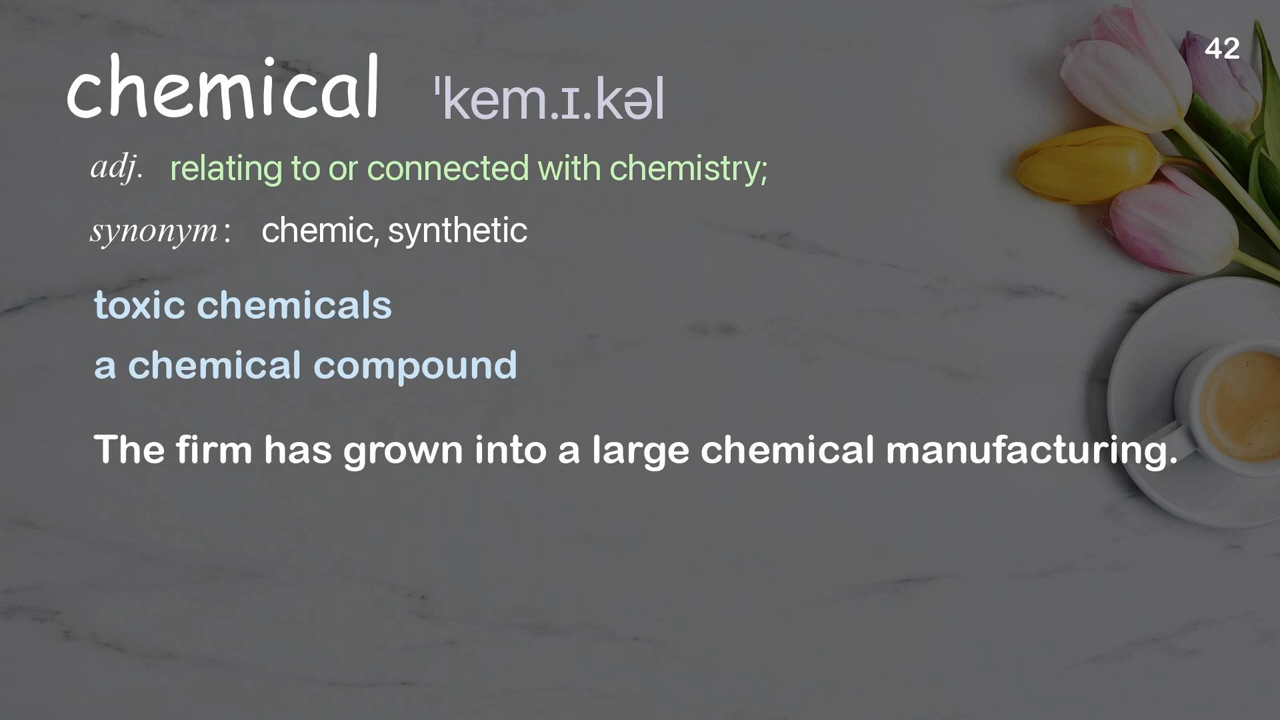 42
chemical ˈkem.ɪ.kəl
adj. relating to or connected with chemistry;
synonym: chemic, synthetic
toxic chemicals
a chemical compound
The firm has grown into a large chemical manufacturing.